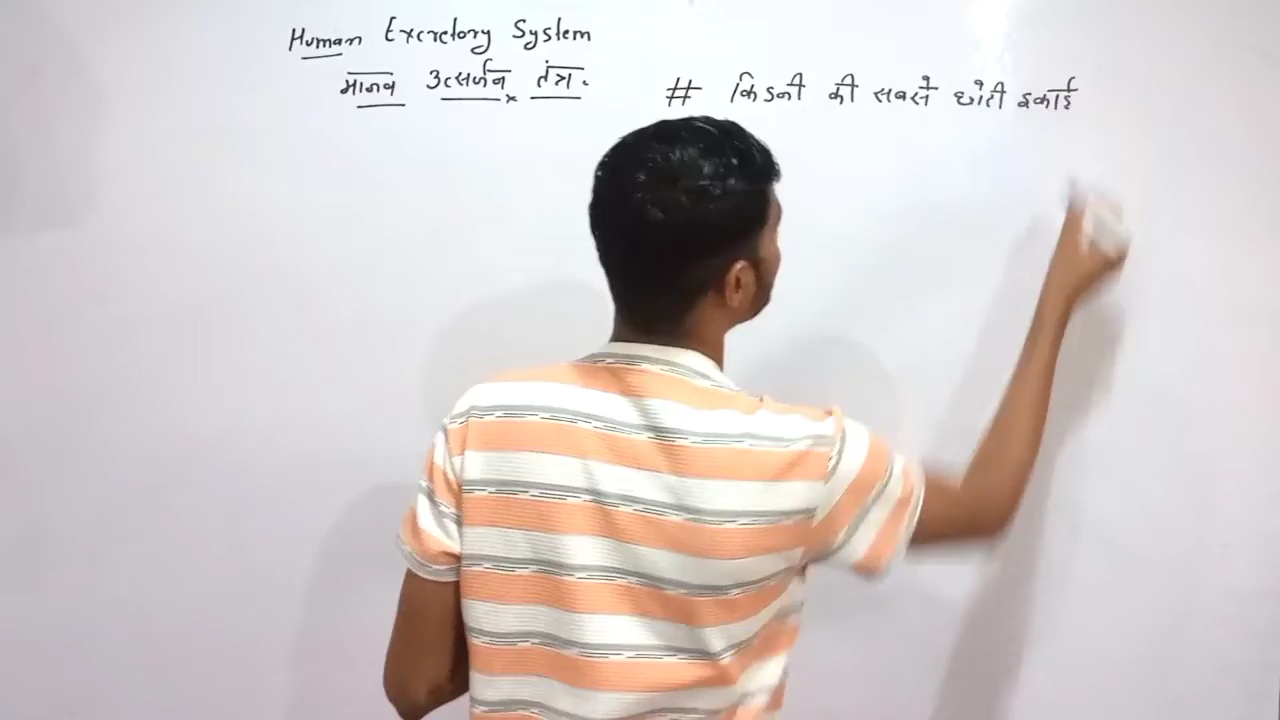 Human Excretory System
मानव उत्सर्जन तंत्र.
# किडनी की सबसे छोटी इकाई